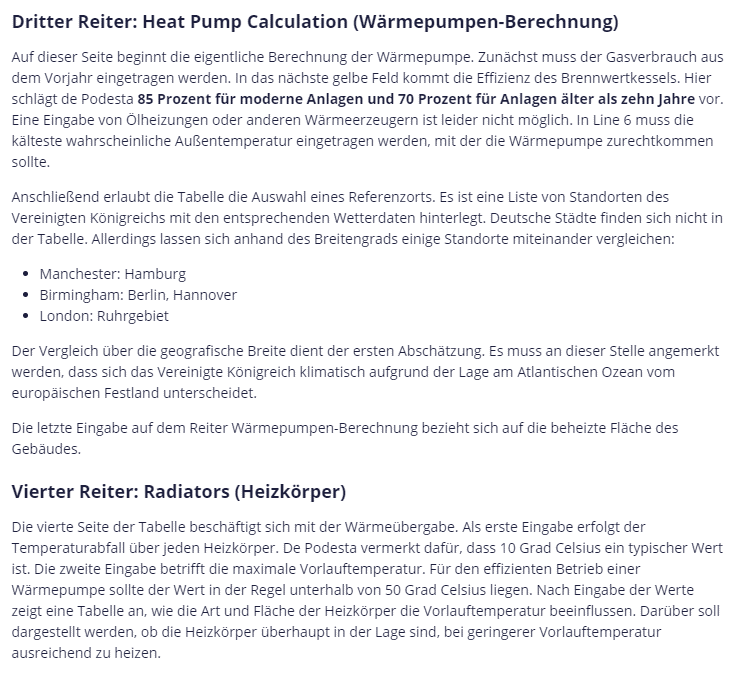 Dritter Reiter: Heat Pump Calculation (Wärmepumpen-Berechnung)
Auf dieser Seite beginnt die eigentliche Berechnung der Wärmepumpe. Zunächst muss der Gasverbrauch aus
dem Vorjahr eingetragen werden. In das nächste gelbe Feld kommt die Effizienz des Brennwertkessels. Hier
schlägt de Podesta 85 Prozent für moderne Anlagen und 70 Prozent für Anlagen älter als zehn Jahre vor.
Eine Eingabe von Ölheizungen oder anderen Wärmeerzeugern ist leider nicht möglich. In Line 6 muss die
kälteste wahrscheinliche Außentemperatur eingetragen werden, mit der die Wärmepumpe zurechtkommen
sollte.
Anschließend erlaubt die Tabelle die Auswahl eines Referenzorts. Es ist eine Liste von Standorten des
Vereinigten Königreichs mit den entsprechenden Wetterdaten hinterlegt. Deutsche Städte finden sich nicht in
der Tabelle. Allerdings lassen sich anhand des Breitengrads einige Standorte miteinander vergleichen:
• Manchester: Hamburg
• Birmingham: Berlin, Hannover
• London: Ruhrgebiet
Der Vergleich über die geografische Breite dient der ersten Abschätzung. Es muss an dieser Stelle angemerkt
werden, dass sich das Vereinigte Königreich klimatisch aufgrund der Lage am Atlantischen Ozean vom
europäischen Festland unterscheidet.
Die letzte Eingabe auf dem Reiter Wärmepumpen-Berechnung bezieht sich auf die beheizte Fläche des
Gebäudes.
Vierter Reiter: Radiators (Heizkörper)
Die vierte Seite der Tabelle beschäftigt sich mit der Wärmeübergabe. Als erste Eingabe erfolgt der
Temperaturabfall über jeden Heizkörper. De Podesta vermerkt dafür, dass 10 Grad Celsius ein typischer Wert
ist. Die zweite Eingabe betrifft die maximale Vorlauftemperatur. Für den effizienten Betrieb einer
Wärmepumpe sollte der Wert in der Regel unterhalb von 50 Grad Celsius liegen. Nach Eingabe der Werte
zeigt eine Tabelle an, wie die Art und Fläche der Heizkörper die Vorlauftemperatur beeinflussen. Darüber soll
dargestellt werden, ob die Heizkörper überhaupt in der Lage sind, bei geringerer Vorlauftemperatur
ausreichend zu heizen.